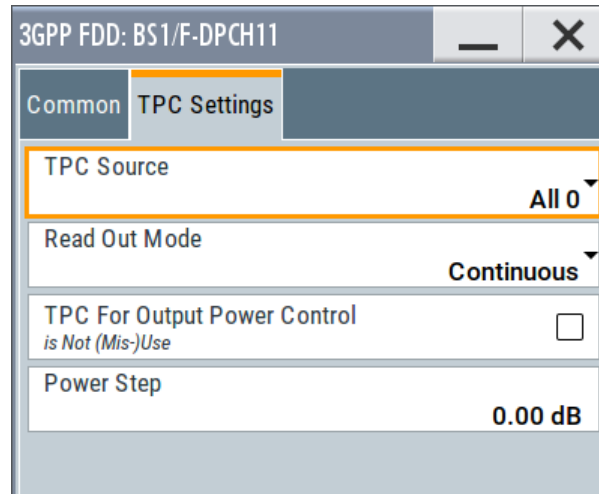 3GPP FDD: BS1/F-DPCH11
Common
TPC Settings
TPC Source
All 0
Read Out Mode
Continuous
TPC For Output Power Control
is Not (Mis-)Use
Power Step
0.00 dB